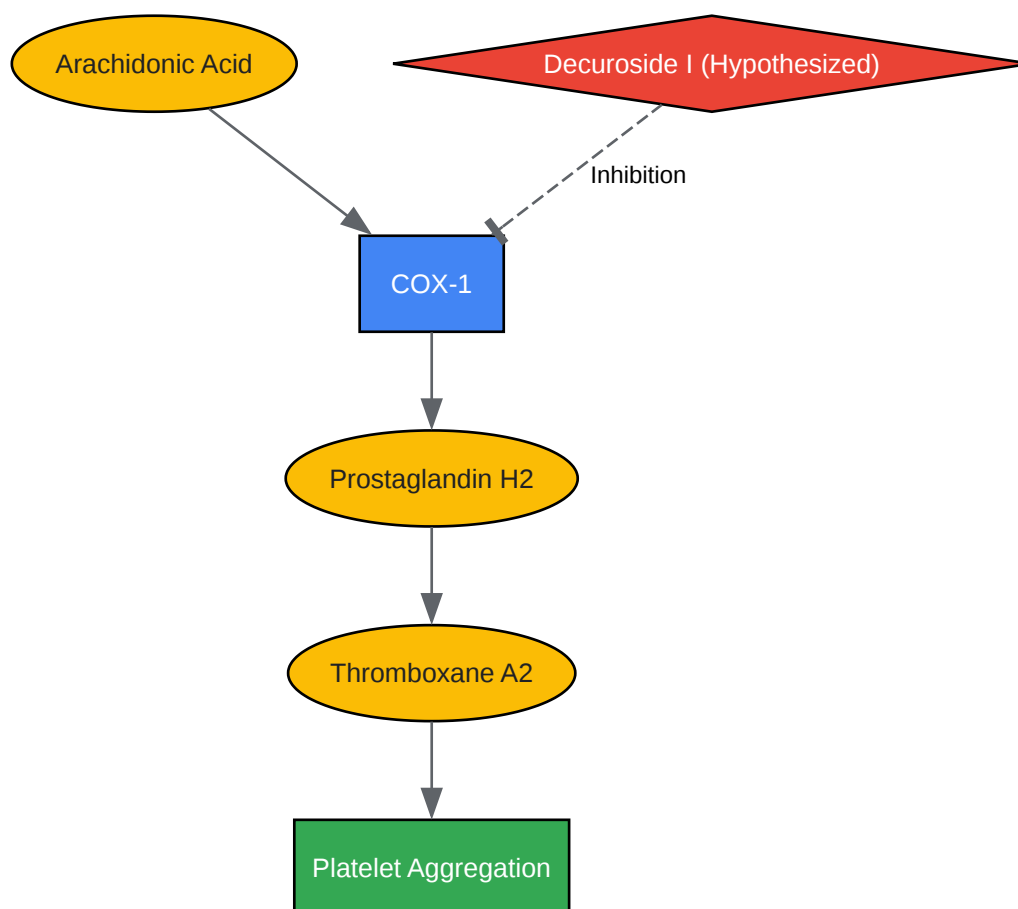 Arachidonic Acid
Decuroside I (Hypothesized)
Inhibition
COX-1
Prostaglandin H2
Thromboxane A2
Platelet Aggregation